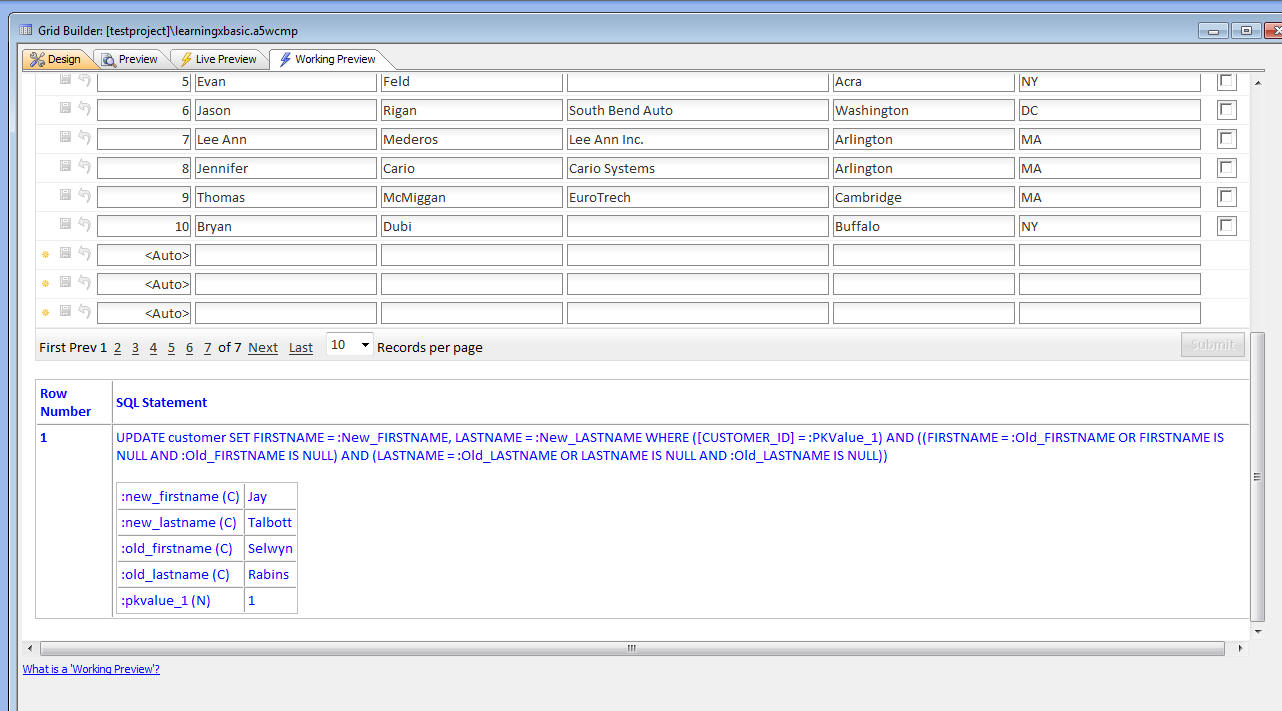 Grid Builder: [testproject]\learningxbasic.a5wcmp
Design Preview Live Preview Working Preview
5 Evan Feld Acra NY
6 Jason Rigan South Bend Auto Washington DC
7 Lee Ann Mederos Lee Ann Inc. Arlington MA
8 Jennifer Cario Cario Systems Arlington MA
9 Thomas McMiggan EuroTrech Cambridge MA
10 Bryan Dubi Buffalo NY
<Auto>
<Auto>
<Auto>
First Prev 1 2 3 4 5 6 7 of 7 Next Last 10 Records per page Submit
Row Number SQL Statement
1 UPDATE customer SET FIRSTNAME = :New_FIRSTNAME, LASTNAME = :New_LASTNAME WHERE ([CUSTOMER_ID] = :PKValue_1) AND ((FIRSTNAME = :Old_FIRSTNAME OR FIRSTNAME IS
NULL AND :Old_FIRSTNAME IS NULL) AND (LASTNAME = :Old_LASTNAME OR LASTNAME IS NULL AND :Old_LASTNAME IS NULL))
:new_firstname (C) Jay
:new_lastname (C) Talbott
:old_firstname (C) Selwyn
:old_lastname (C) Rabins
:pkvalue_1 (N) 1
What is a 'Working Preview'?